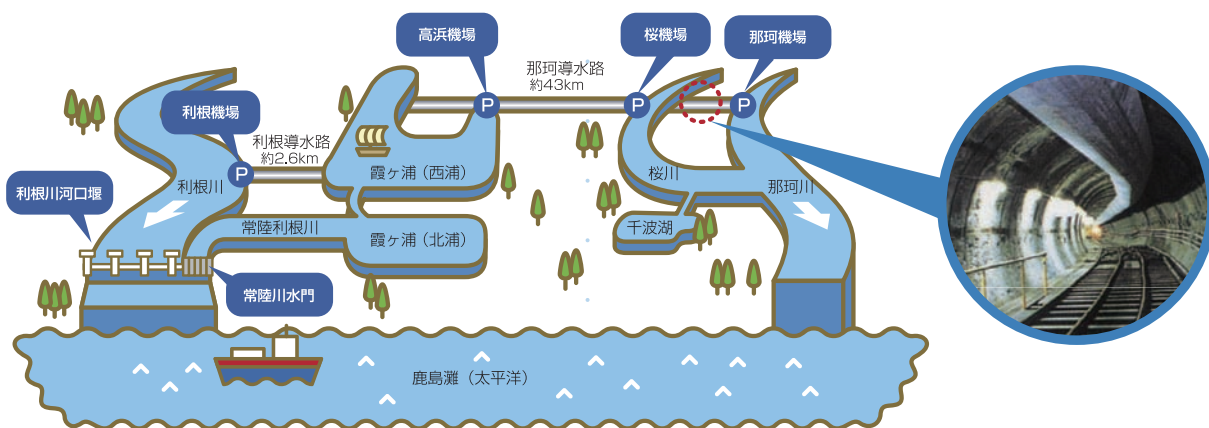 高浜機場
桜機場
那珂機場
那珂導水路
約43km
P
P
P
利根機場
利根導水路
約2.6km
P
利根川河口堰
利根川
霞ヶ浦（西浦）
桜川
那珂川
常陸利根川
霞ヶ浦（北浦）
千波湖
常陸川水門
鹿島灘（太平洋）